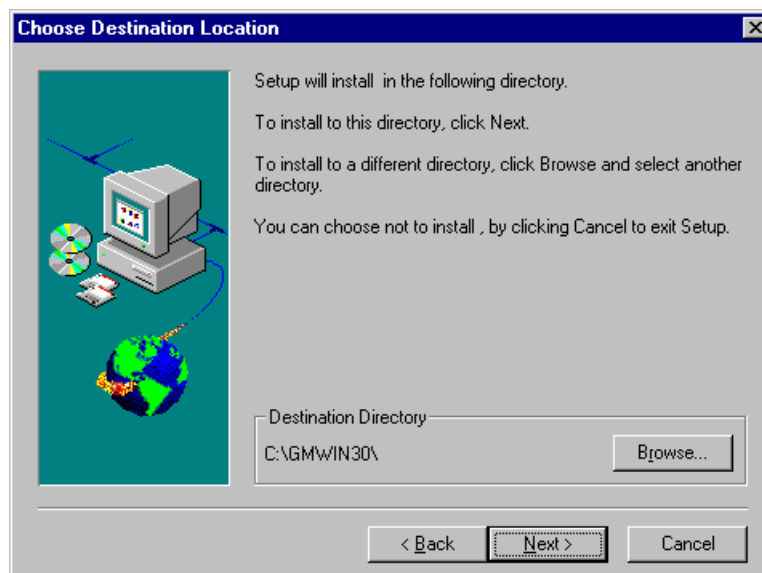 Choose Destination Location
Setup will install  in the following directory.
To install to this directory, click Next.
To install to a different directory, click Browse and select another
directory.
You can choose not to install , by clicking Cancel to exit Setup.
Destination Directory
C:\GMWIN30\
Browse...
< Back
Next >
Cancel